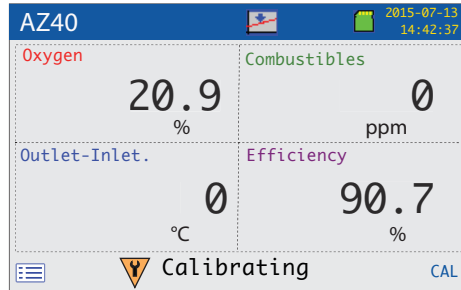 AZ40
2015-07-13
14:42:37
Oxygen
20.9
%
Combustibles
0
ppm
Outlet-Inlet.
0
°C
Efficiency
90.7
%
Calibrating
CAL